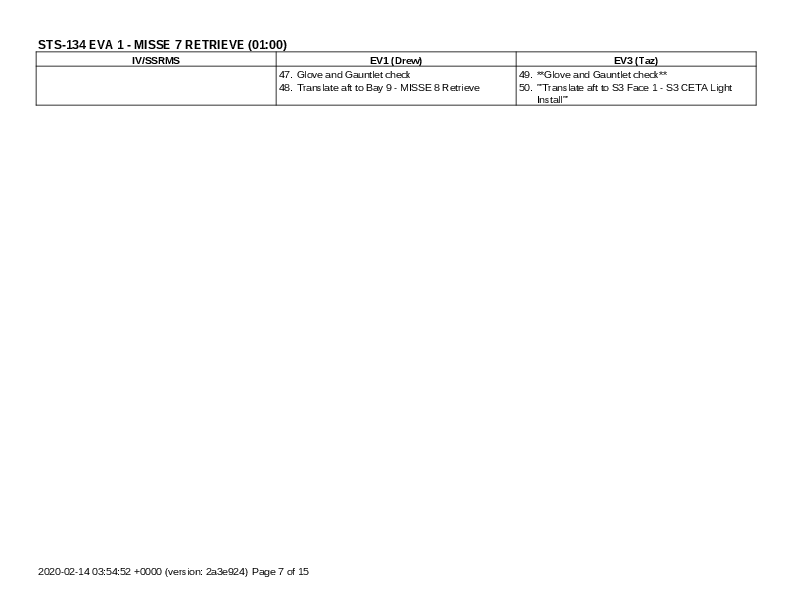 STS-134 EVA 1 - MISSE 7 RETRIEVE (01:00)
IV/SSRMS EV1 (Drew) EV3 (Taz)
47. Glove and Gauntlet check
48. Translate aft to Bay 9 - MISSE 8 Retrieve
49. **Glove and Gauntlet check**
50. '"Translate aft to S3 Face 1 - S3 CETA Light
Install'"
2020-02-14 03:54:52 +0000 (version: 2a3e924) Page 7 of 15